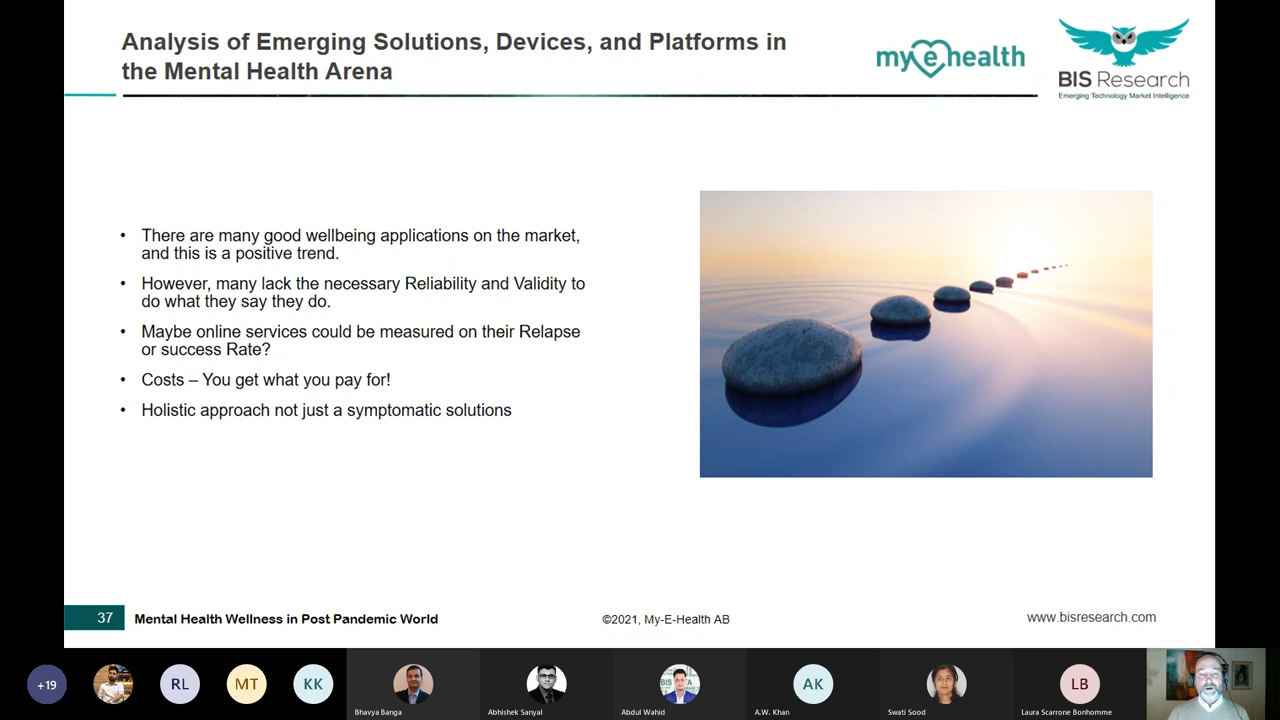 Analysis of Emerging Solutions, Devices, and Platforms in
the Mental Health Arena
my e health
BIS Research
Emerging Technology Market Intelligence
• There are many good wellbeing applications on the market,
and this is a positive trend.
• However, many lack the necessary Reliability and Validity to
do what they say they do.
• Maybe online services could be measured on their Relapse
or success Rate?
• Costs – You get what you pay for!
• Holistic approach not just a symptomatic solutions
37
Mental Health Wellness in Post Pandemic World
©2021, My-E-Health AB
www.bisresearch.com
+19
RL
MT
KK
Bhavya Banga
Abhishek Sanyal
BIS
Abdul Wahid
AK
A.W. Khan
Swati Sood
LB
Laura Scarrone Bonhomme